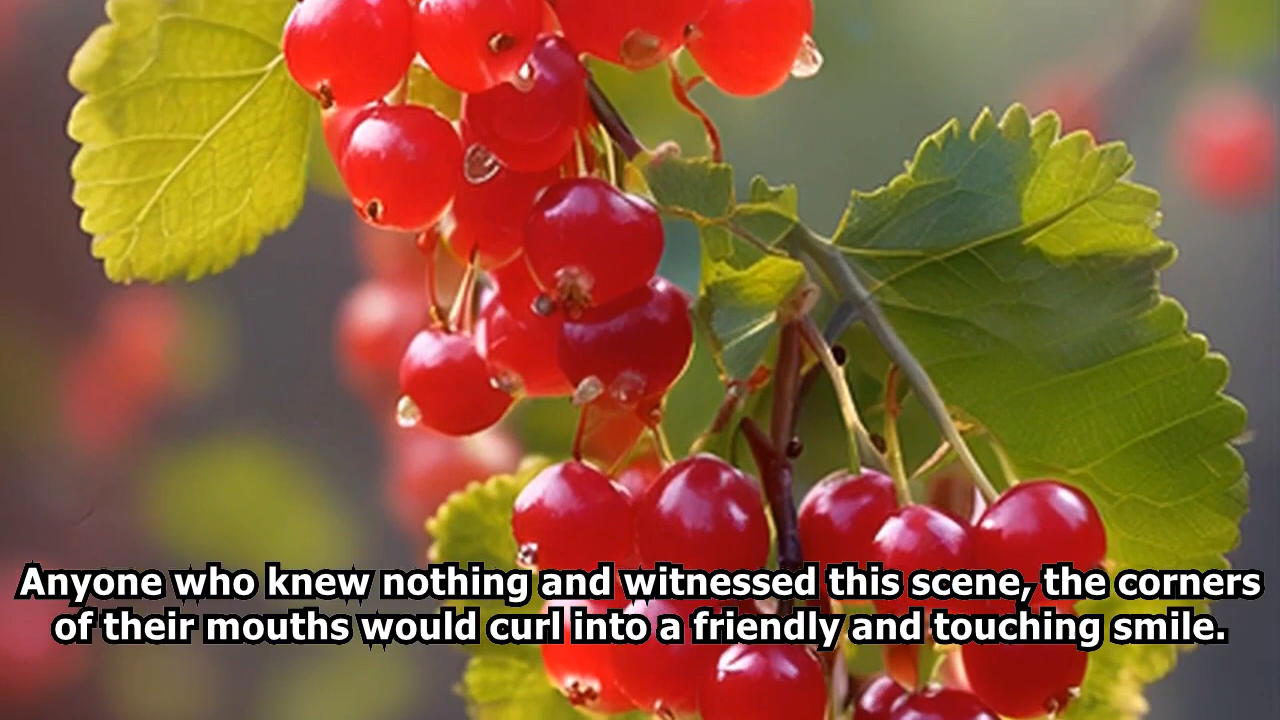 Anyone who knew nothing and witnessed this scene, the corners
of their mouths would curl into a friendly and touching smile.